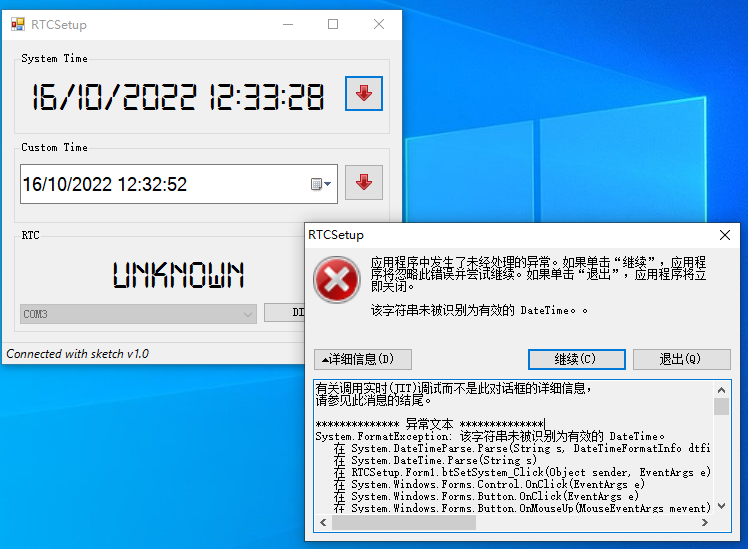 RTCSetup
System Time
16/10/2022 12:33:28
Custom Time
16/10/2022 12:32:52
RTC
UNKNOWN
COM3
DI
Connected with sketch v1.0
RTCSetup
应用程序中发生了未经处理的异常。如果单击“继续”，应用程
序将忽略此错误并尝试继续。如果单击“退出”，应用程序将立
即关闭。
该字符串未被识别为有效的 DateTime。。
详细信息(D)
继续(C)
退出(Q)
有关调用实时(JIT)调试而不是此对话框的详细信息，
请参见此消息的结尾。
************** 异常文本 **************
System.FormatException: 该字符串未被识别为有效的 DateTime。
在 System.DateTimeParse.Parse(String s, DateTimeFormatInfo dtfi
在 System.DateTime.Parse(String s)
在 RTCSetup.Form1.btSetSystem_Click(Object sender, EventArgs e)
在 System.Windows.Forms.Control.OnClick(EventArgs e)
在 System.Windows.Forms.Button.OnClick(EventArgs e)
在 System.Windows.Forms.Button.OnMouseUp(MouseEventArgs mevent)